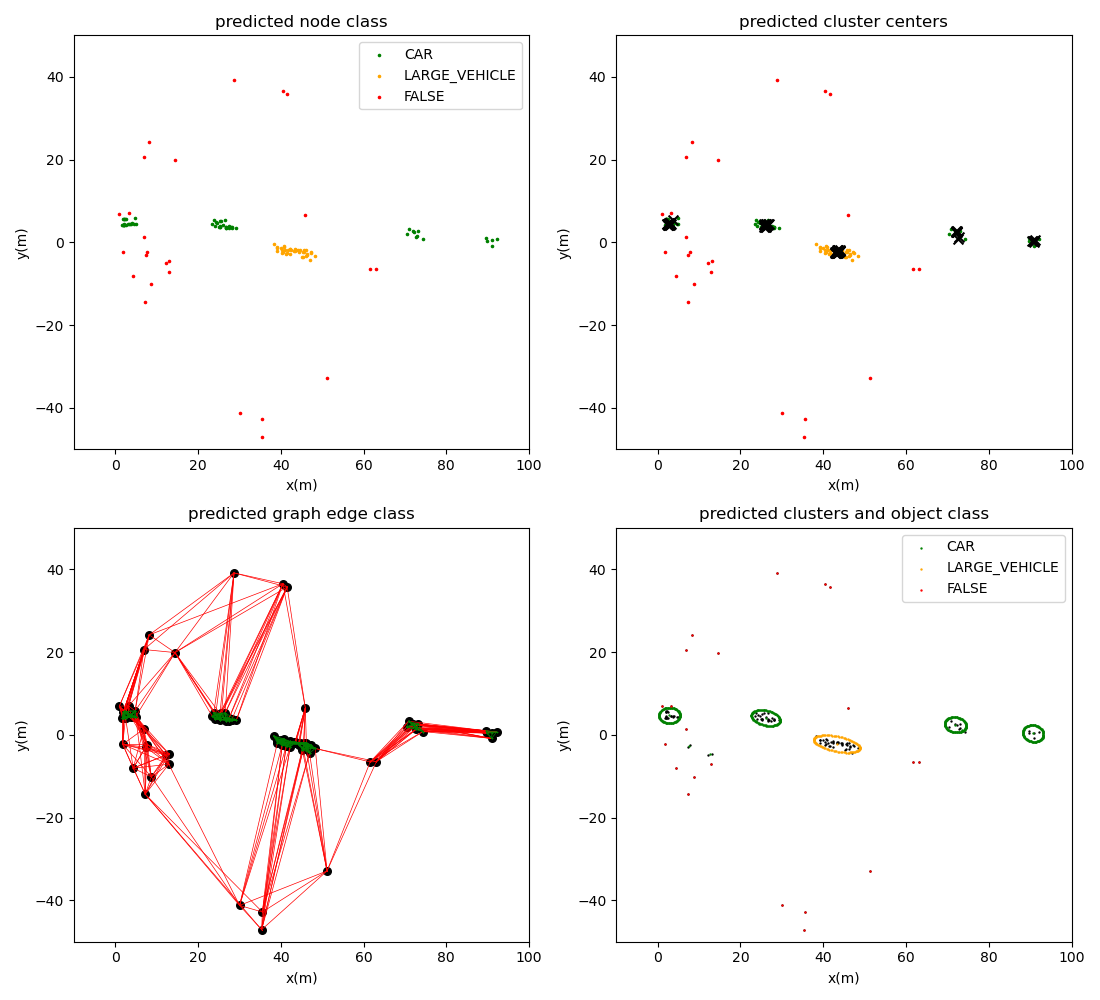 predicted node class
CAR
LARGE_VEHICLE
FALSE
40
20
0
−20
−40
y(m)
0 20 40 60 80 100
x(m)
predicted cluster centers
40
20
0
−20
−40
y(m)
0 20 40 60 80 100
x(m)
predicted graph edge class
40
20
0
−20
−40
y(m)
0 20 40 60 80 100
x(m)
predicted clusters and object class
CAR
LARGE_VEHICLE
FALSE
40
20
0
−20
−40
y(m)
0 20 40 60 80 100
x(m)